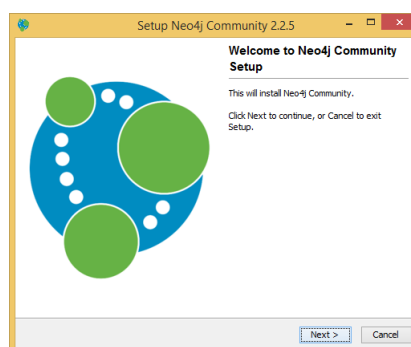 Setup Neo4j Community 2.2.5
Welcome to Neo4j Community
Setup
This will install Neo4j Community.
Click Next to continue, or Cancel to exit
Setup.
Next >
Cancel